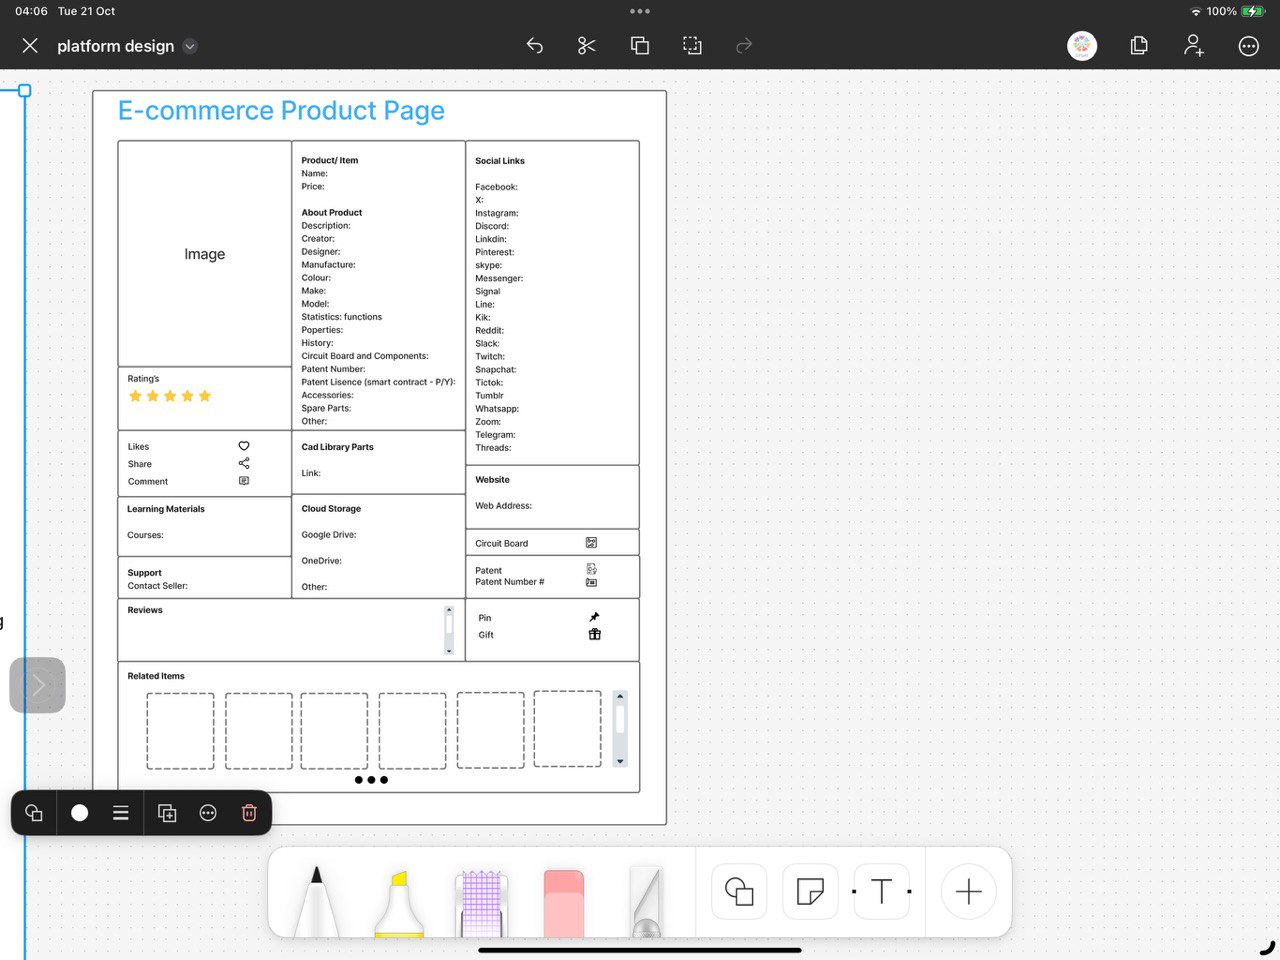 04:06 Tue 21 Oct
100%
platform design
E-commerce Product Page
Image
Rating's
Likes
Share
Comment
Learning Materials
Courses:
Support
Contact Seller:
Product/ Item
Name:
Price:
About Product
Description:
Creator:
Designer:
Manufacture:
Colour:
Make:
Model:
Statistics: functions
Poperties:
History:
Circuit Board and Components:
Patent Number:
Patent Lisence (smart contract - P/Y):
Accessories:
Spare Parts:
Other:
Cad Library Parts
Link:
Cloud Storage
Google Drive:
OneDrive:
Other:
Social Links
Facebook:
X:
Instagram:
Discord:
Linkdin:
Pinterest:
skype:
Messenger:
Signal
Line:
Kik:
Reddit:
Slack:
Twitch:
Snapchat:
Tictok:
Tumblr
Whatsapp:
Zoom:
Telegram:
Threads:
Website
Web Address:
Circuit Board
Patent
Patent Number #
Reviews
Pin
Gift
Related Items
g
T